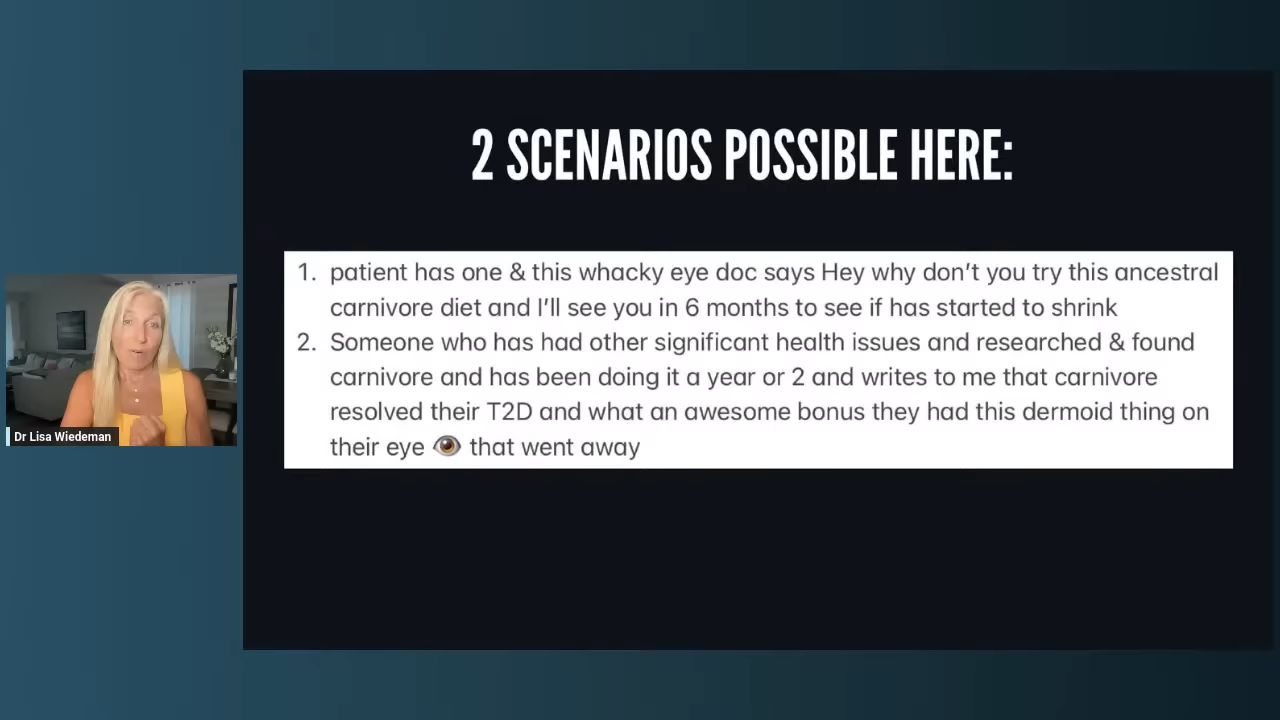 2 SCENARIOS POSSIBLE HERE:
1. patient has one & this whacky eye doc says Hey why don't you try this ancestral
carnivore diet and I'll see you in 6 months to see if has started to shrink
2. Someone who has had other significant health issues and researched & found
carnivore and has been doing it a year or 2 and writes to me that carnivore
resolved their T2D and what an awesome bonus they had this dermoid thing on
their eye 👁️ that went away
Dr Lisa Wiedeman